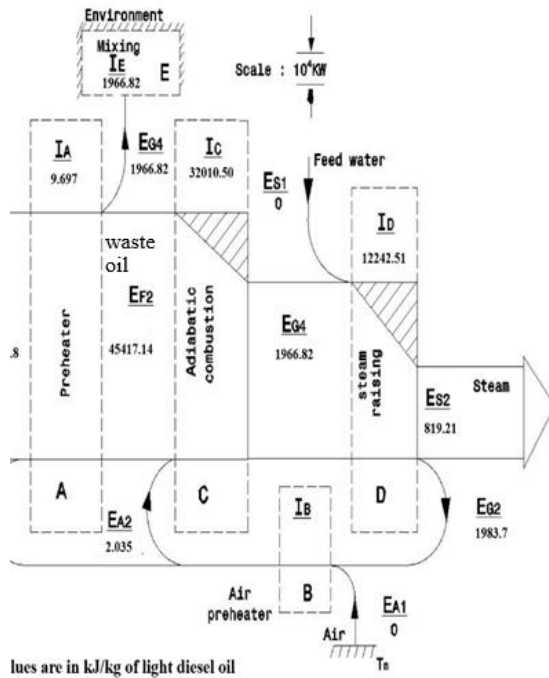 Environment
Mixing
IE
1966.82
E
Scale : 10⁴KW
IA
9.697
EG4
1966.82
IC
32010.50
Feed water
ES1
0
ID
12242.51
waste
oil
EF2
45417.14
.8
Preheater
Adiabatic
combustion
EG4
1966.82
steam
raising
ES2
819.21
Steam
A
EA2
2.035
C
IB
D
EG2
1983.7
Air
preheater
B
EA1
0
Air
Tn
lues are in kJ/kg of light diesel oil